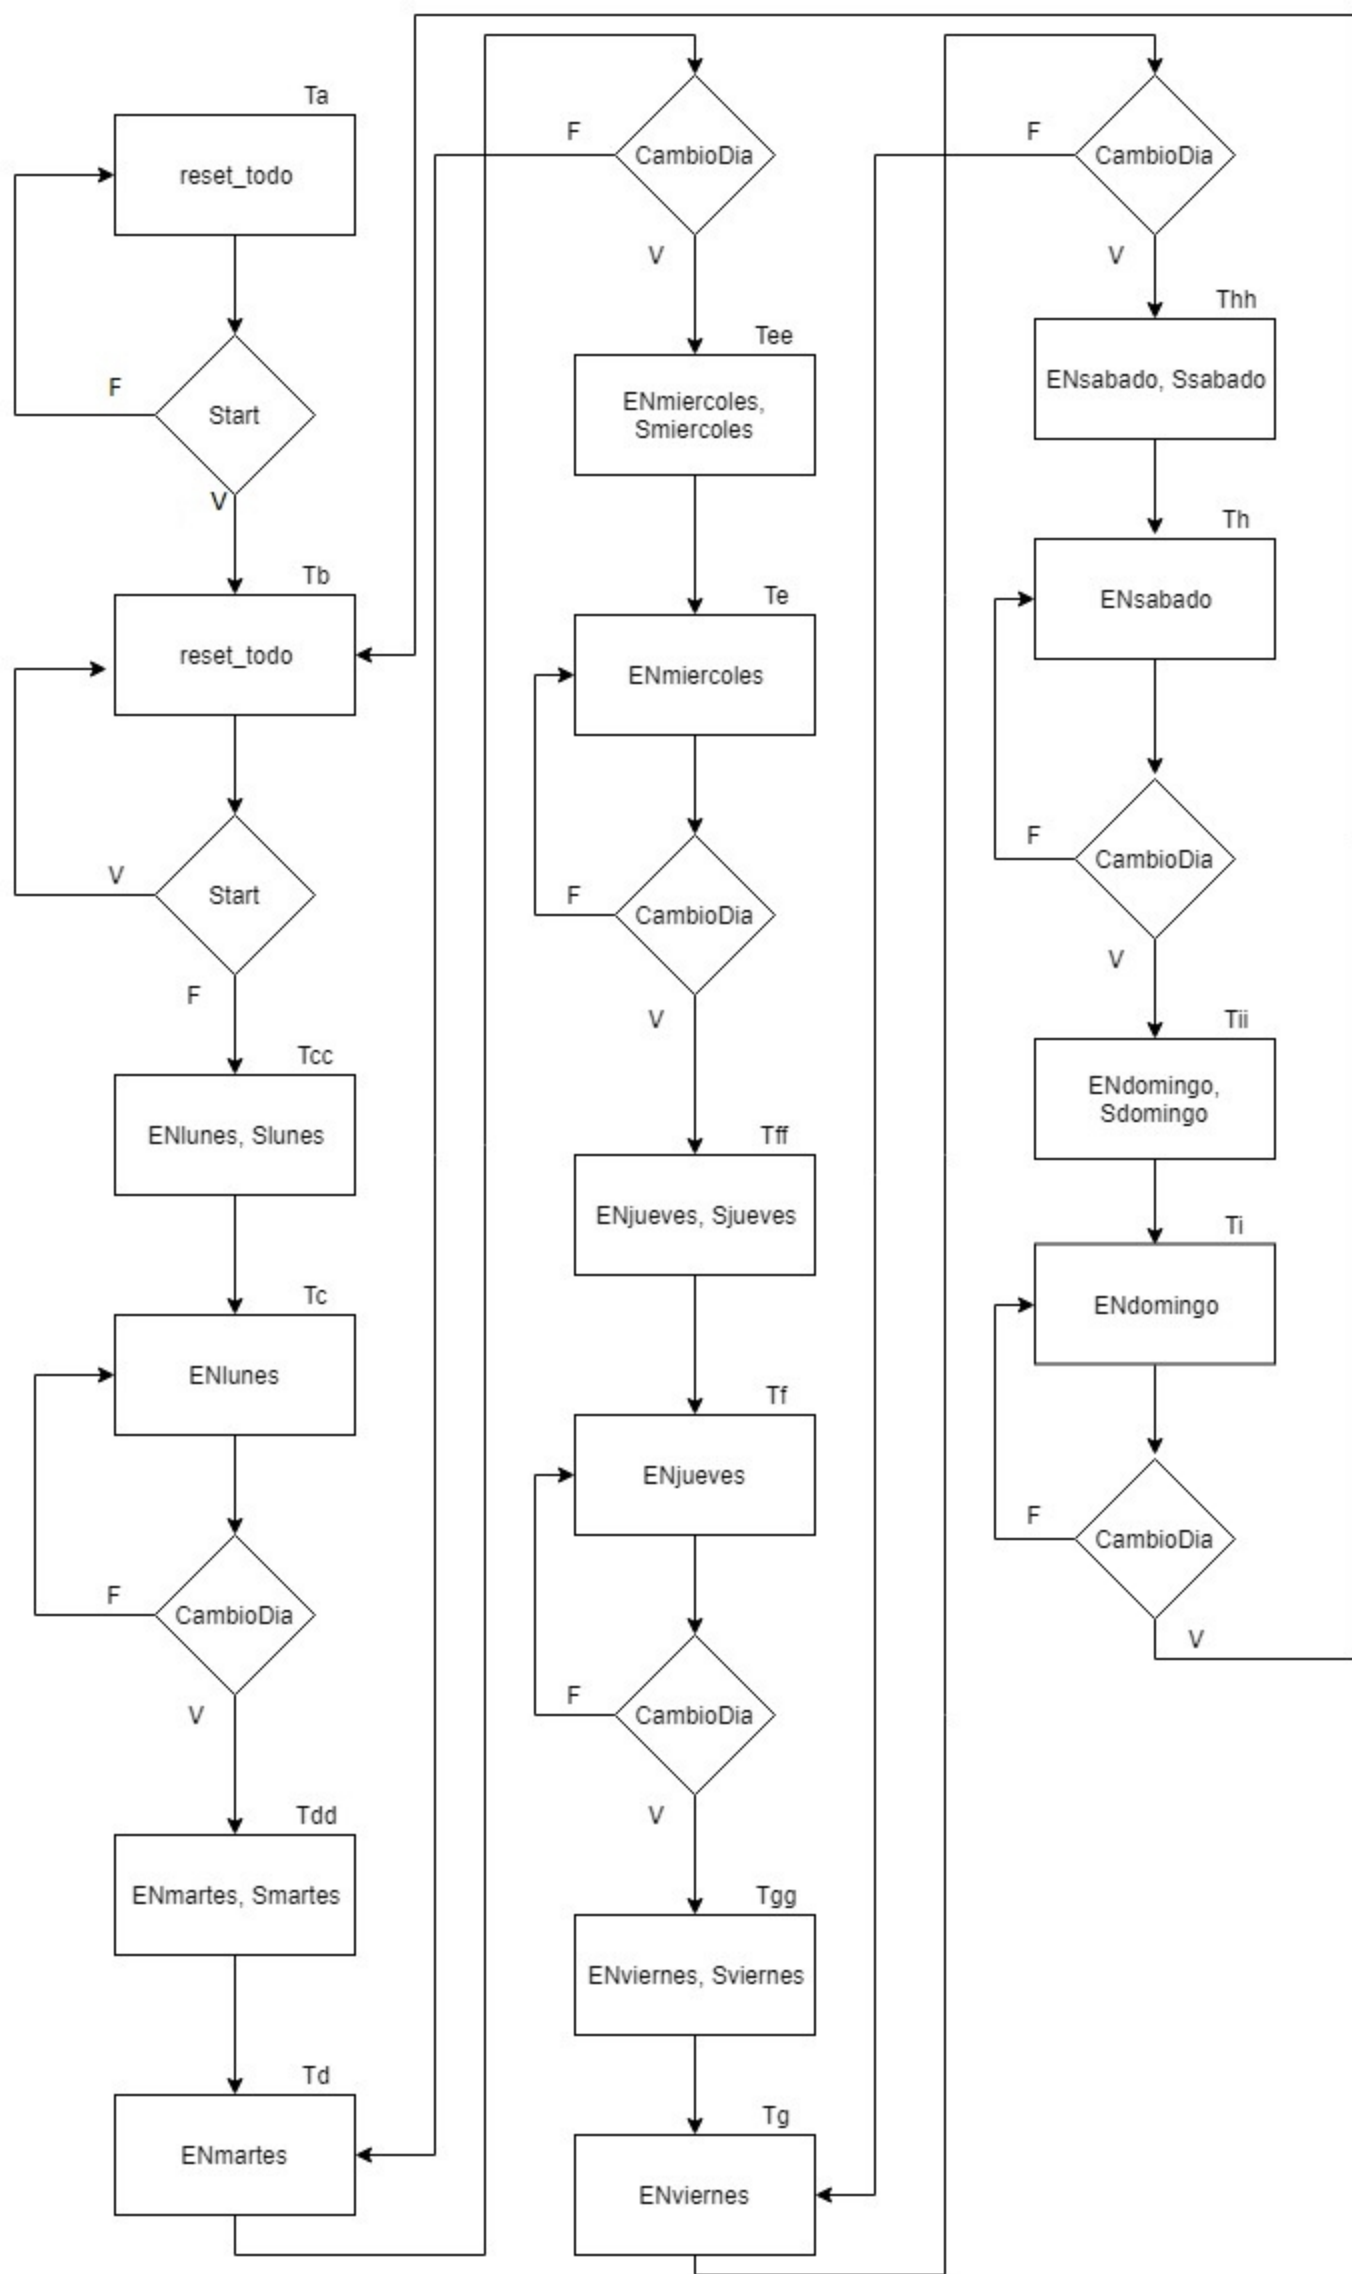 Ta
reset_todo
F
Start
V
Tb
reset_todo
V
Start
F
Tcc
ENlunes, Slunes
Tc
ENlunes
F
CambioDia
V
Tdd
ENmartes, Smartes
Td
ENmartes
F
CambioDia
V
Tee
ENmiercoles,
Smiercoles
Te
ENmiercoles
F
CambioDia
V
Tff
ENjueves, Sjueves
Tf
ENjueves
F
CambioDia
V
Tgg
ENviernes, Sviernes
Tg
ENviernes
F
CambioDia
V
Thh
ENsabado, Ssabado
Th
ENsabado
F
CambioDia
V
Tii
ENdomingo,
Sdomingo
Ti
ENdomingo
F
CambioDia
V